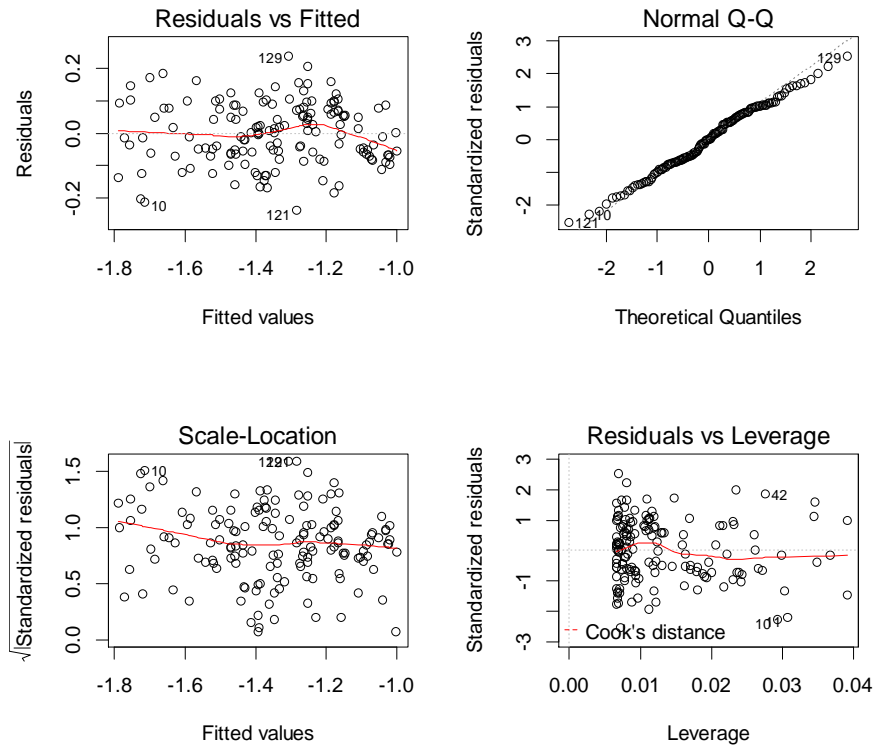 Residuals vs Fitted
Residuals
0.2
0.0
-0.2
129
10
121
-1.8 -1.6 -1.4 -1.2 -1.0
Fitted values
Normal Q-Q
Standardized residuals
3
2
1
0
-2
129
10
121
-2 -1 0 1 2
Theoretical Quantiles
Scale-Location
√|Standardized residuals|
1.5
1.0
0.5
0.0
10
121
-1.8 -1.6 -1.4 -1.2 -1.0
Fitted values
Residuals vs Leverage
Standardized residuals
3
2
1
-1
-3
42
10
Cook's distance
0.00 0.01 0.02 0.03 0.04
Leverage